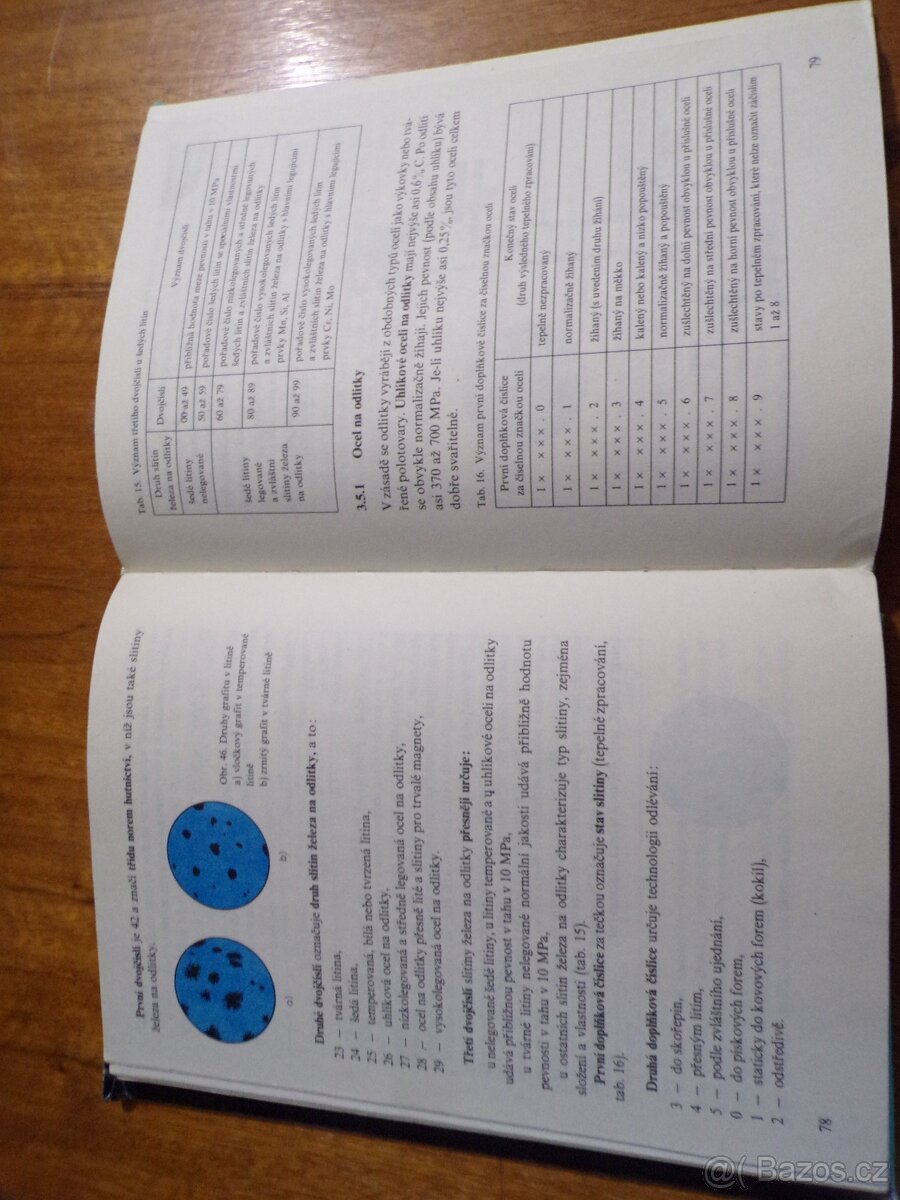 První dvojčísli je 42 a značí třídu norem hutnictví, v níž jsou také slitiny
železa na odlitky.
a)
b)
Obr. 46. Druhy grafitu v litině
a) vločkový grafit v temperované
litině
b) zrnitý grafit v tvárné litině
Druhé dvojčíslí označuje druh slitin železa na odlitky, a to:
23 — tvárná litina,
24 — šedá litina,
25 — temperovaná, bílá nebo tvrzená litina,
26 — uhlíková ocel na odlitky,
27 — nízkolegovaná a středně legovaná ocel na odlitky,
28 — ocel na odlitky přesně lité a slitiny pro trvalé magnety,
29 — vysokolegovaná ocel na odlitky.
Třetí dvojčíslí slitiny železa na odlitky přesněji určuje:
u nelegované šedé litiny, u litiny temperované a u uhlíkové oceli na odlitky
udává přibližnou pevnost v tahu v 10 MPa,
u tvárné litiny nelegované normální jakosti udává přibližně hodnotu
pevnosti v tahu v 10 MPa,
u ostatních slitin železa na odlitky charakterizuje typ slitiny, zejména
složení a vlastnosti (tab. 15).
První doplňková číslice za tečkou označuje stav slitiny (tepelné zpracování,
tab. 16).
Druhá doplňková číslice určuje technologii odlévání:
3 — do skořepin,
4 — přesným litím,
5 — podle zvláštního ujednání,
0 — do pískových forem,
1 — staticky do kovových forem (kokil),
2 — odstředivě.
78
Tab. 15. Význam třetího dvojčíslí u šedých litin
Druh slitin
železa na odlitky
Dvojčíslí
Význam dvojčíslí
šedé litiny
nelegované
00 až 49
přibližná hodnota meze pevnosti v tahu v 10 MPa
50 až 59
pořadové číslo šedých litin se speciálními vlastnostmi
šedé litiny
legované
a zvláštní
slitiny železa
na odlitky
60 až 79
pořadové číslo nízkolegovaných a středně legovaných
šedých litin a zvláštních slitin železa na odlitky
80 až 89
pořadové číslo vysokolegovaných šedých litin
a zvláštních slitin železa na odlitky s hlavními legujícími
prvky Mn, Si, Al
90 až 99
pořadové číslo vysokolegovaných šedých litin
a zvláštních slitin železa na odlitky s hlavními legujícími
prvky Cr, Ni, Mo
3.5.1 Ocel na odlitky
V zásadě se odlitky vyrábějí z obdobných typů oceli jako výkovky nebo tvá-
řené polotovary. Uhlíkové oceli na odlitky mají nejvýše asi 0,6 % C. Po odlití
se obvykle normalizačně žíhají. Jejich pevnost (podle obsahu uhlíku) bývá
asi 370 až 700 MPa. Je-li uhlíku nejvýše asi 0,25 %, jsou tyto oceli celkem
dobře svařitelné.
Tab. 16. Význam první doplňkové číslice za číselnou značkou oceli
První doplňková číslice
za číselnou značkou oceli
Konečný stav oceli
(druh výsledného tepelného zpracování)
1 × × × × . 0 tepelně nezpracovaný
1 × × × × . 1 normalizačně žíhaný
1 × × × × . 2 žíhaný (s uvedením druhu žíhání)
1 × × × × . 3 žíhaný na měkko
1 × × × × . 4 kalený nebo kalený a nízko popouštěný
1 × × × × . 5 normalizačně žíhaný a popouštěný
1 × × × × . 6 zušlechtěný na dolní pevnost obvyklou u příslušné oceli
1 × × × × . 7 zušlechtěný na střední pevnost obvyklou u příslušné oceli
1 × × × × . 8 zušlechtěný na horní pevnost obvyklou u příslušné oceli
1 × × × × . 9 stavy po tepelném zpracování, které nelze označit začíslím
1 až 8
79
@( Bazos.cz